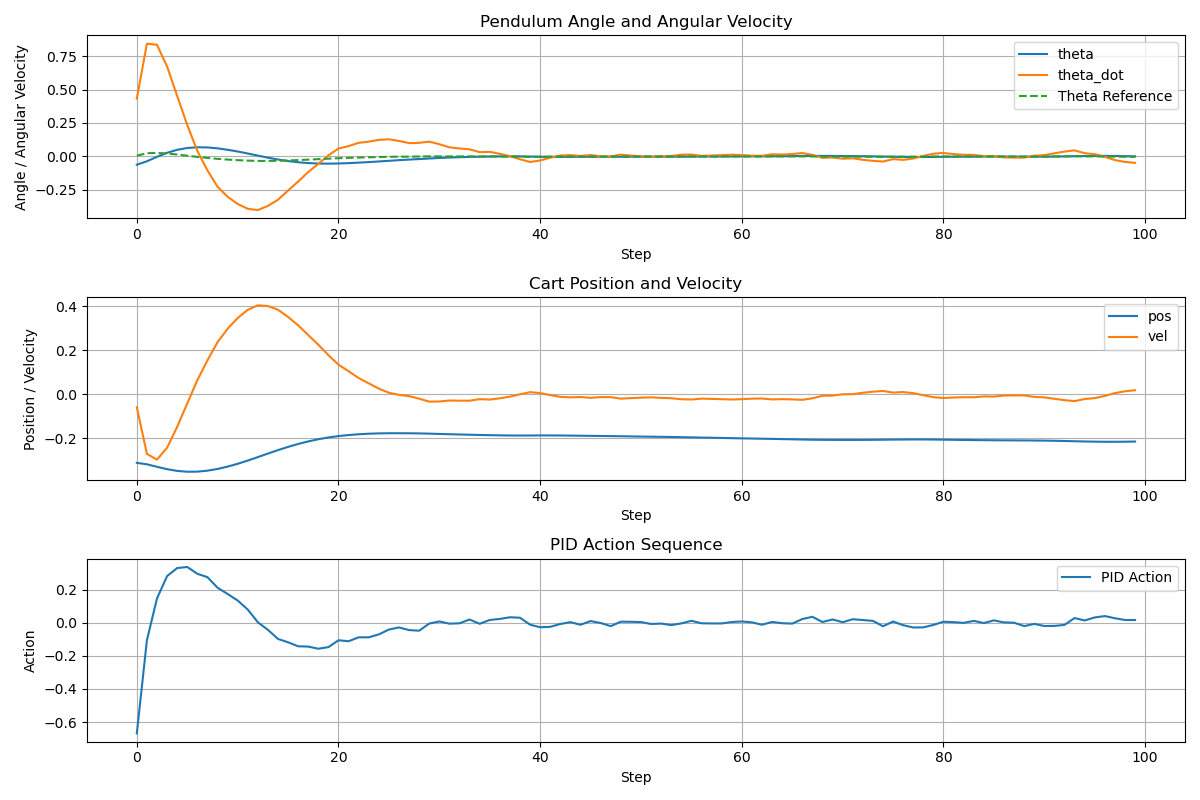 Pendulum Angle and Angular Velocity
Angle / Angular Velocity
0.75
0.50
0.25
0.00
−0.25
theta
theta_dot
Theta Reference
0 20 40 60 80 100
Step
Cart Position and Velocity
Position / Velocity
0.4
0.2
0.0
−0.2
pos
vel
0 20 40 60 80 100
Step
PID Action Sequence
Action
0.2
0.0
−0.2
−0.4
−0.6
PID Action
0 20 40 60 80 100
Step